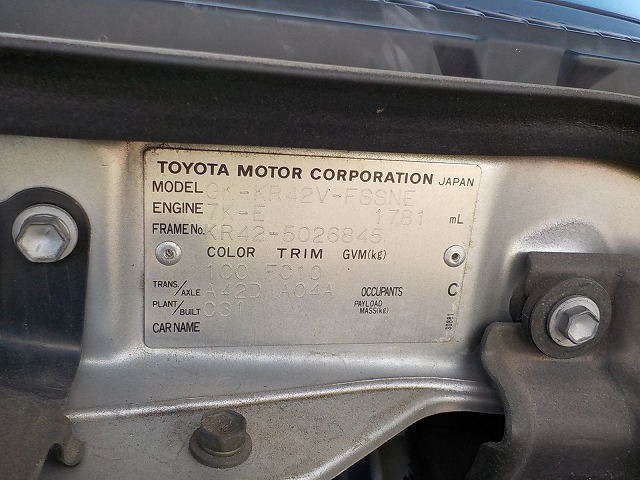 TOYOTA MOTOR CORPORATION JAPAN
MODEL GK-KR42V-FSSNE
ENGINE 7K-E 1781 mL
FRAME No. KR42-5026845
COLOR TRIM GVM(kg)
1C0 FC10
TRANS./AXLE A42D A04A OCCUPANTS C
PLANT/BUILT C31 PAYLOAD MASS(kg)
CAR NAME
30881